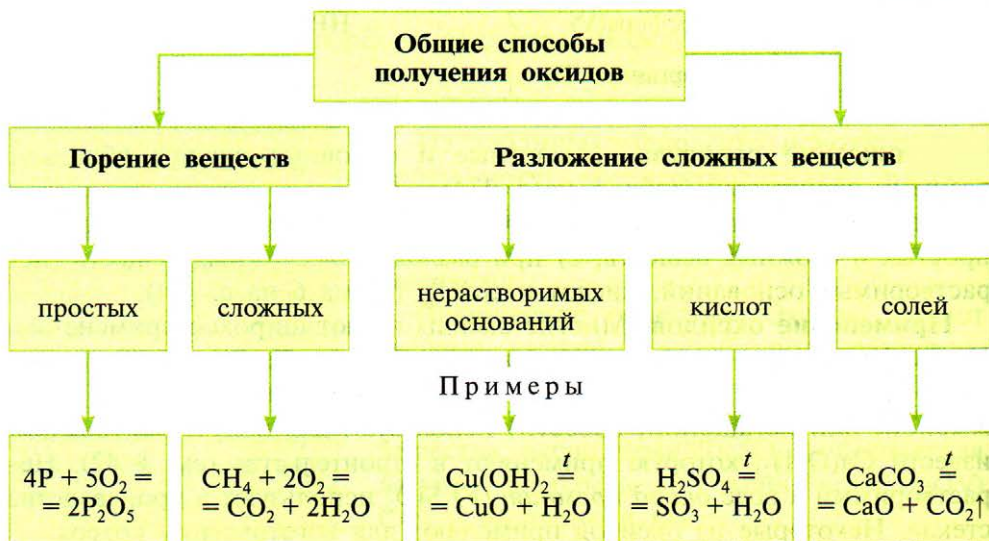 Общие способы
получения оксидов
Горение веществ
Разложение сложных веществ
простых
сложных
нерастворимых
оснований
кислот
солей
Примеры
4P + 5O₂ =
= 2P₂O₅
CH₄ + 2O₂ =
= CO₂ + 2H₂O
Cu(OH)₂ =ᵗ
= CuO + H₂O
H₂SO₄ =ᵗ
= SO₃ + H₂O
CaCO₃ =ᵗ
= CaO + CO₂↑